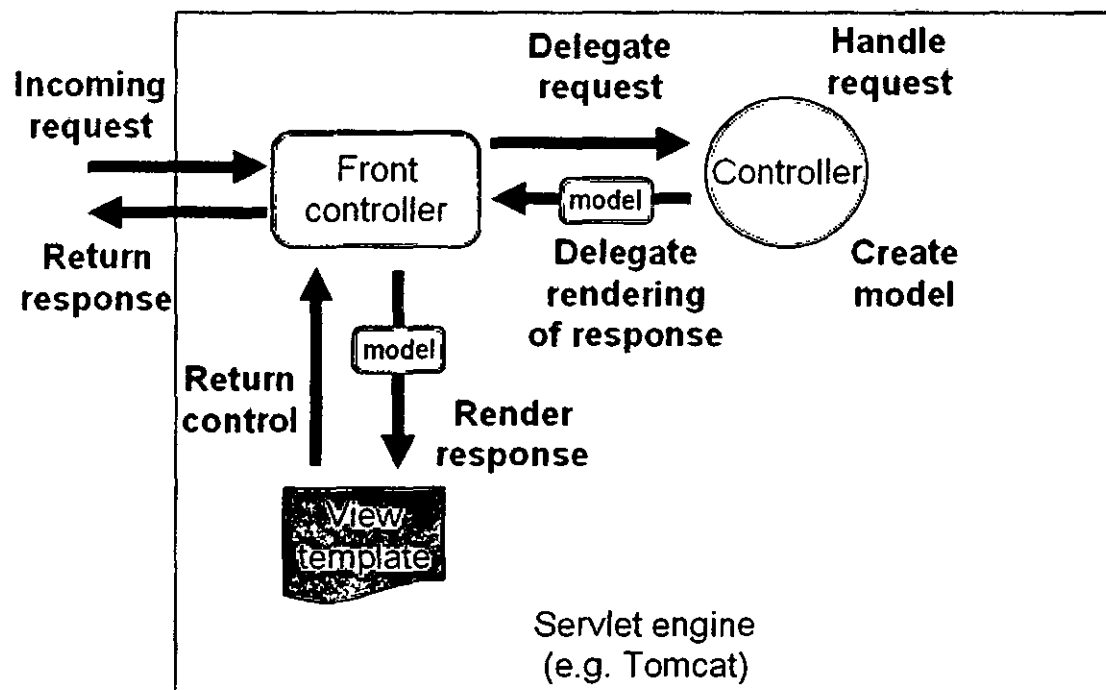 Incoming
request
Delegate
request
Handle
request
Front
controller
Controller
model
Return
response
Delegate
rendering
of response
Create
model
model
Return
control
Render
response
View
template
Servlet engine
(e.g. Tomcat)